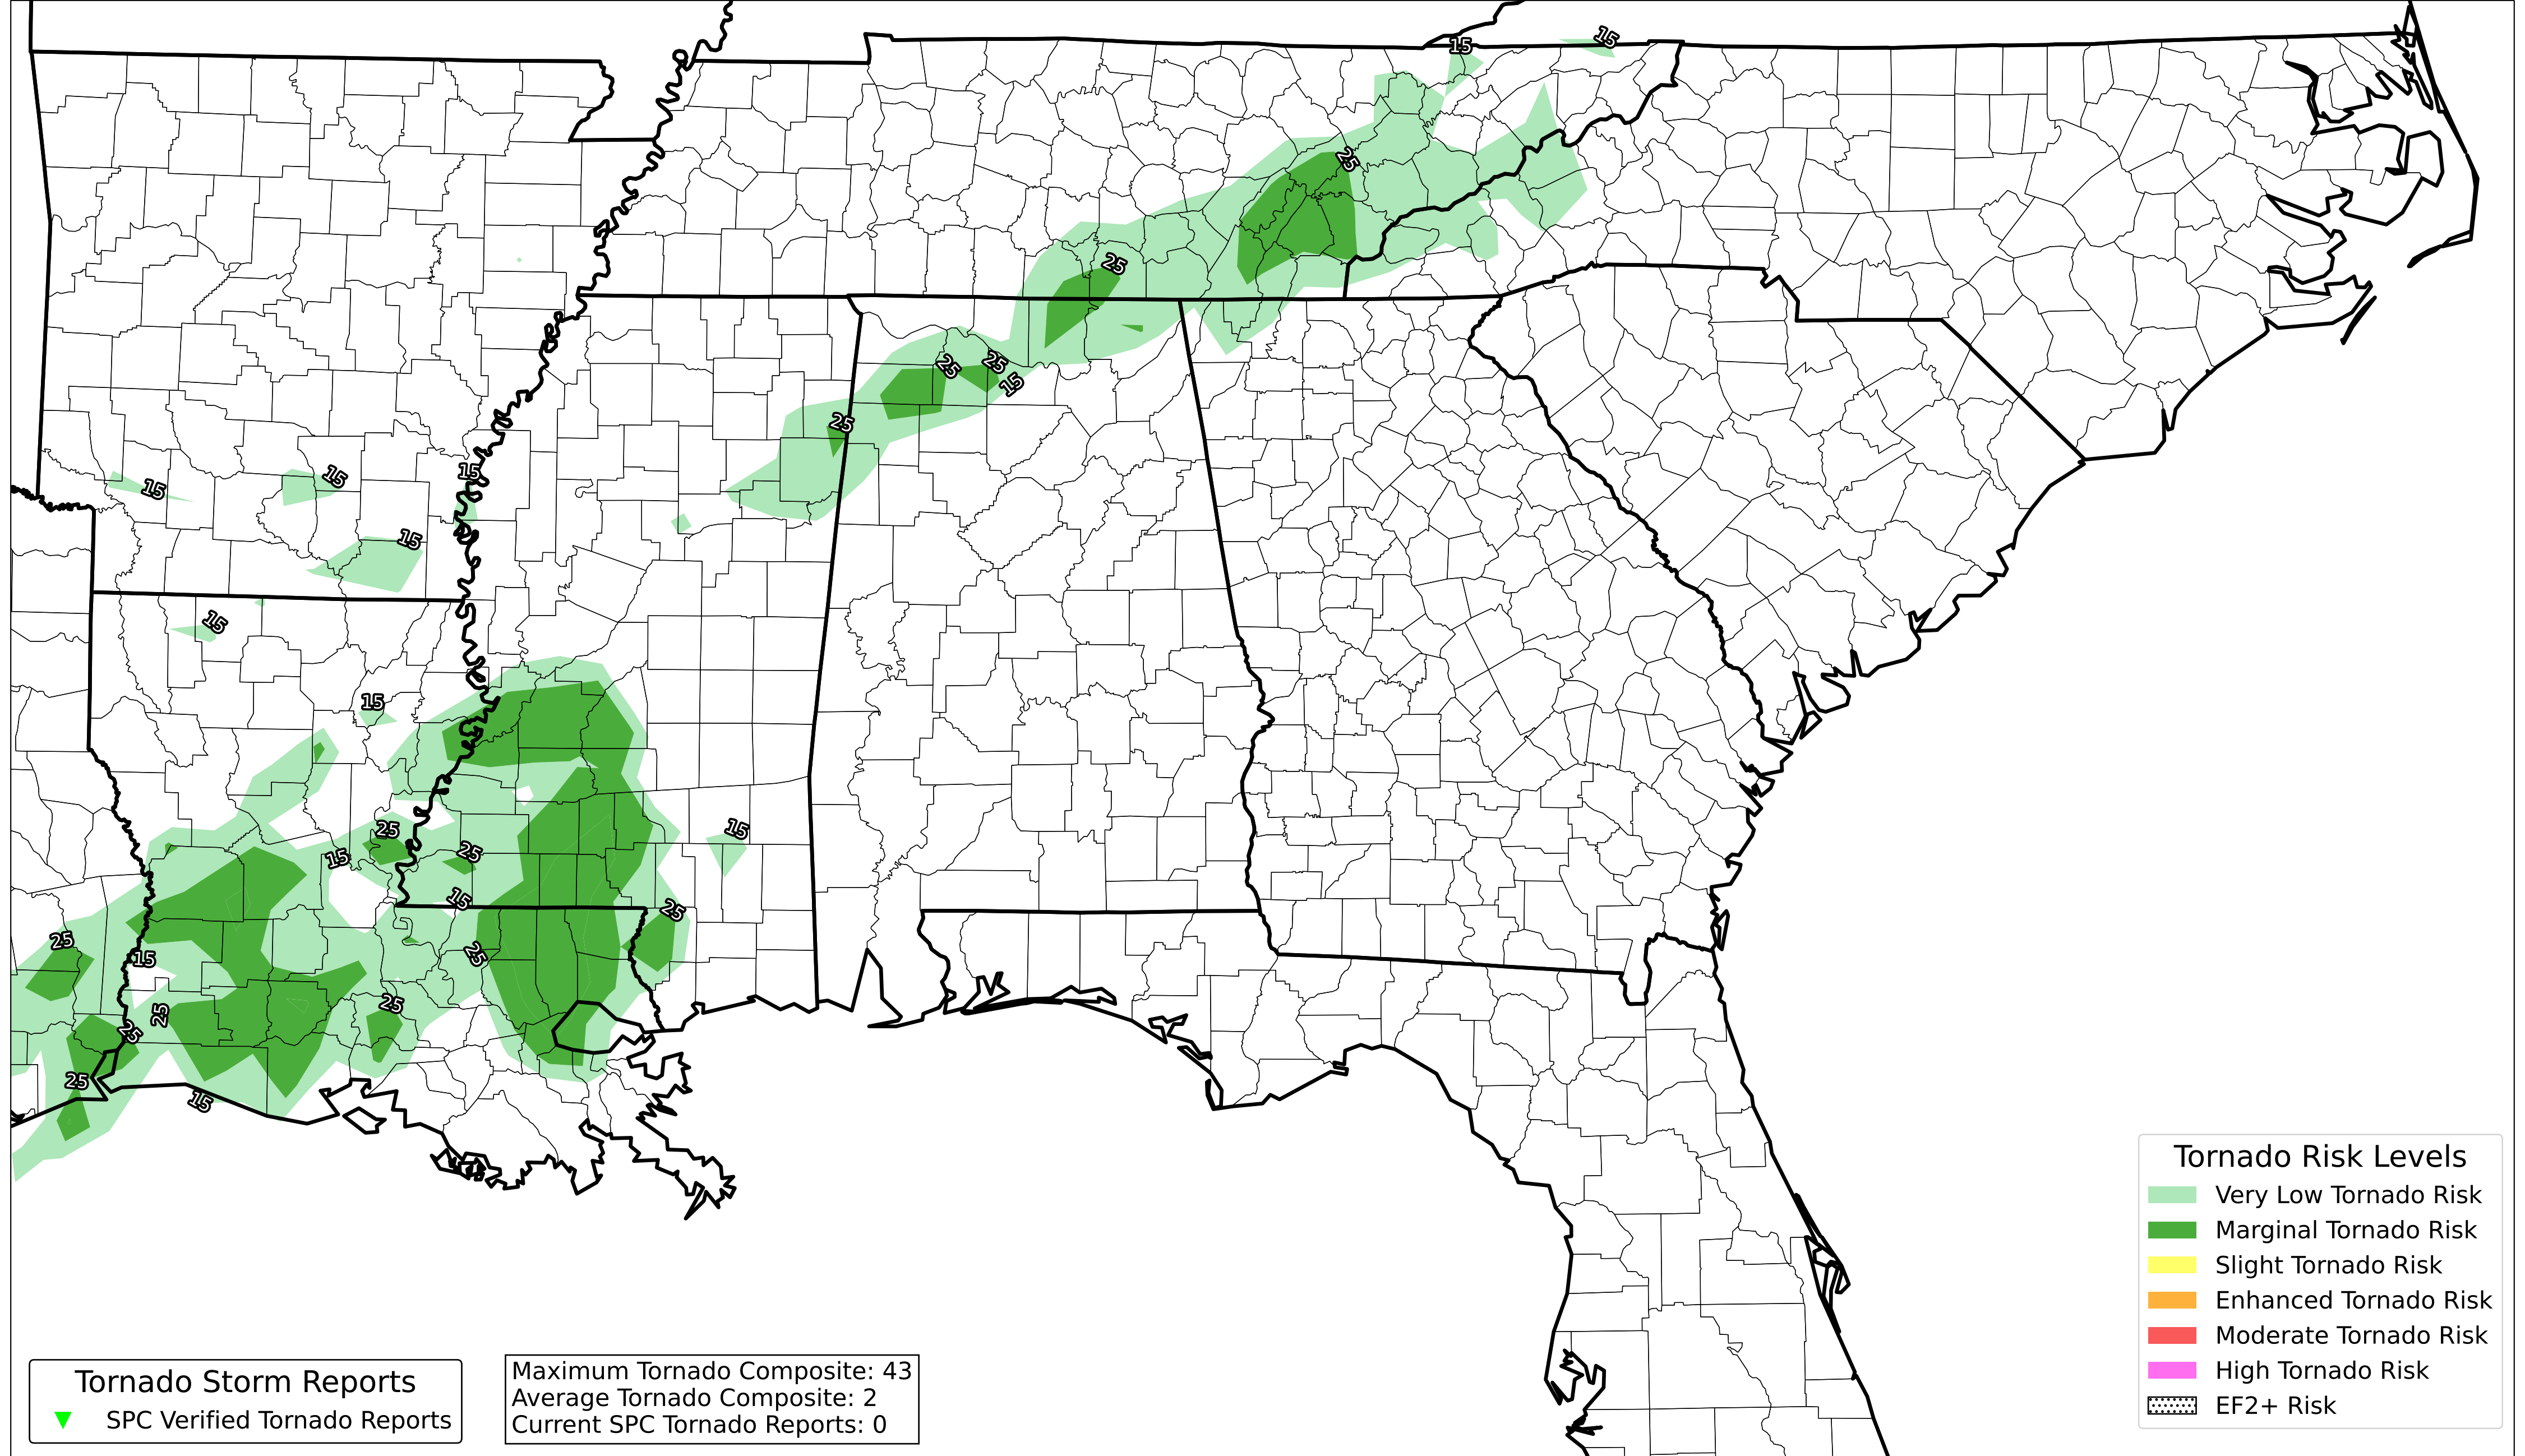 15
15
25
25
25
25
15
25
15
15
15
15
15
15
25
15
15
25
15
25
25
25
15
25
25
25
25
15
Tornado Risk Levels
Very Low Tornado Risk
Marginal Tornado Risk
Slight Tornado Risk
Enhanced Tornado Risk
Moderate Tornado Risk
High Tornado Risk
EF2+ Risk
Tornado Storm Reports
SPC Verified Tornado Reports
Maximum Tornado Composite: 43
Average Tornado Composite: 2
Current SPC Tornado Reports: 0